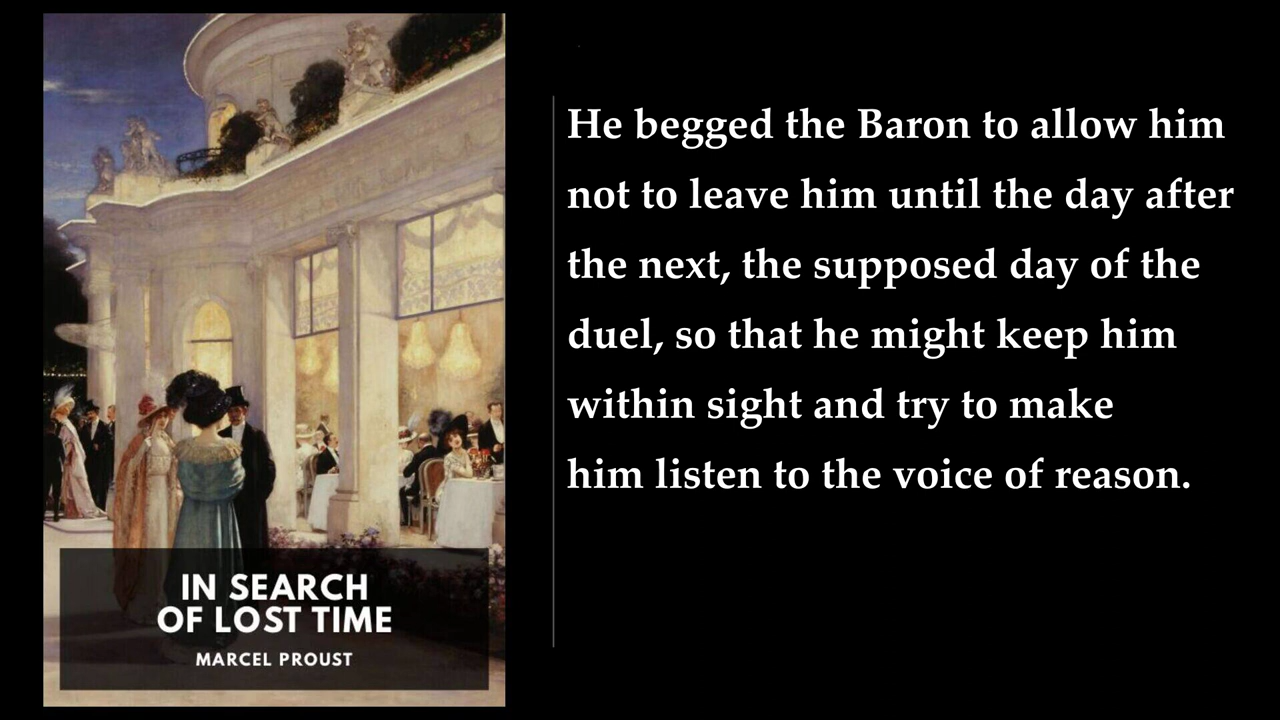 He begged the Baron to allow him
not to leave him until the day after
the next, the supposed day of the
duel, so that he might keep him
within sight and try to make
him listen to the voice of reason.
IN SEARCH
OF LOST TIME
MARCEL PROUST